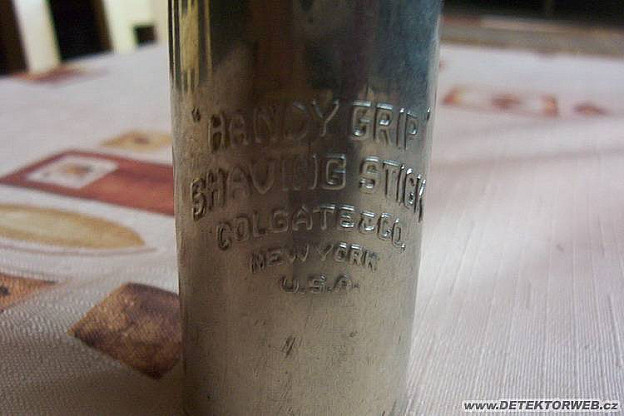 "HANDY GRIP"
SHAVING STICK
COLGATE & CO.
NEW YORK
U.S.A.
www.DETEKTORWEB.cz